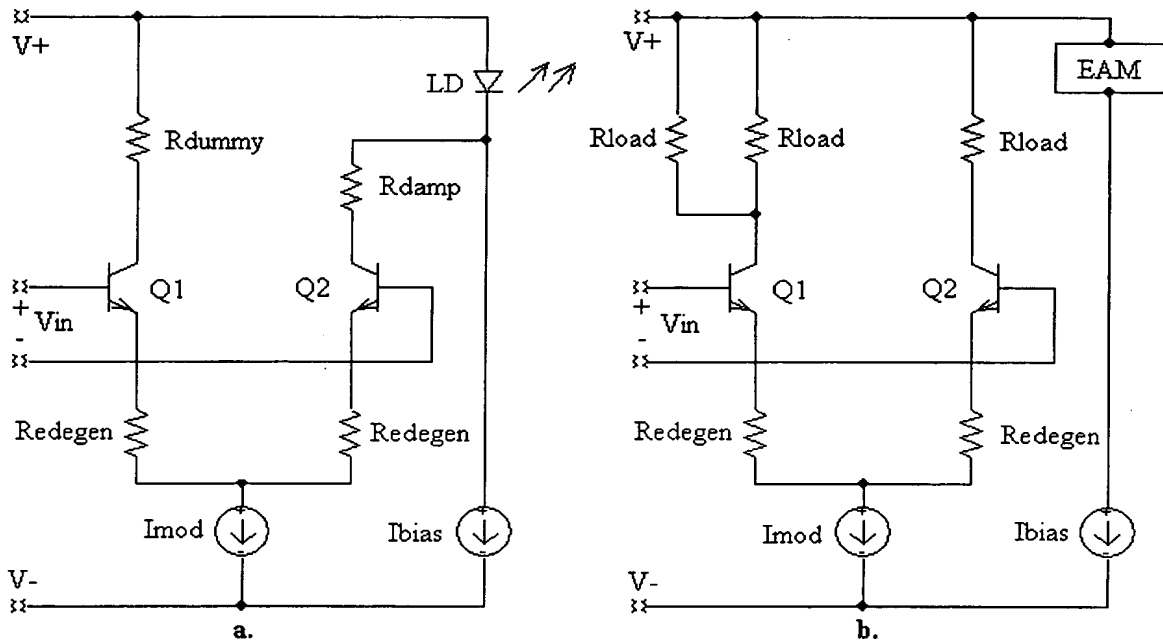 V+
LD
Rdummy
Rdamp
Q1
Q2
+
Vin
-
Redegen
Redegen
Imod
+
-
Ibias
+
-
V-
a.
V+
EAM
Rload
Rload
Rload
Q1
Q2
+
Vin
-
Redegen
Redegen
Imod
+
-
Ibias
+
-
V-
b.